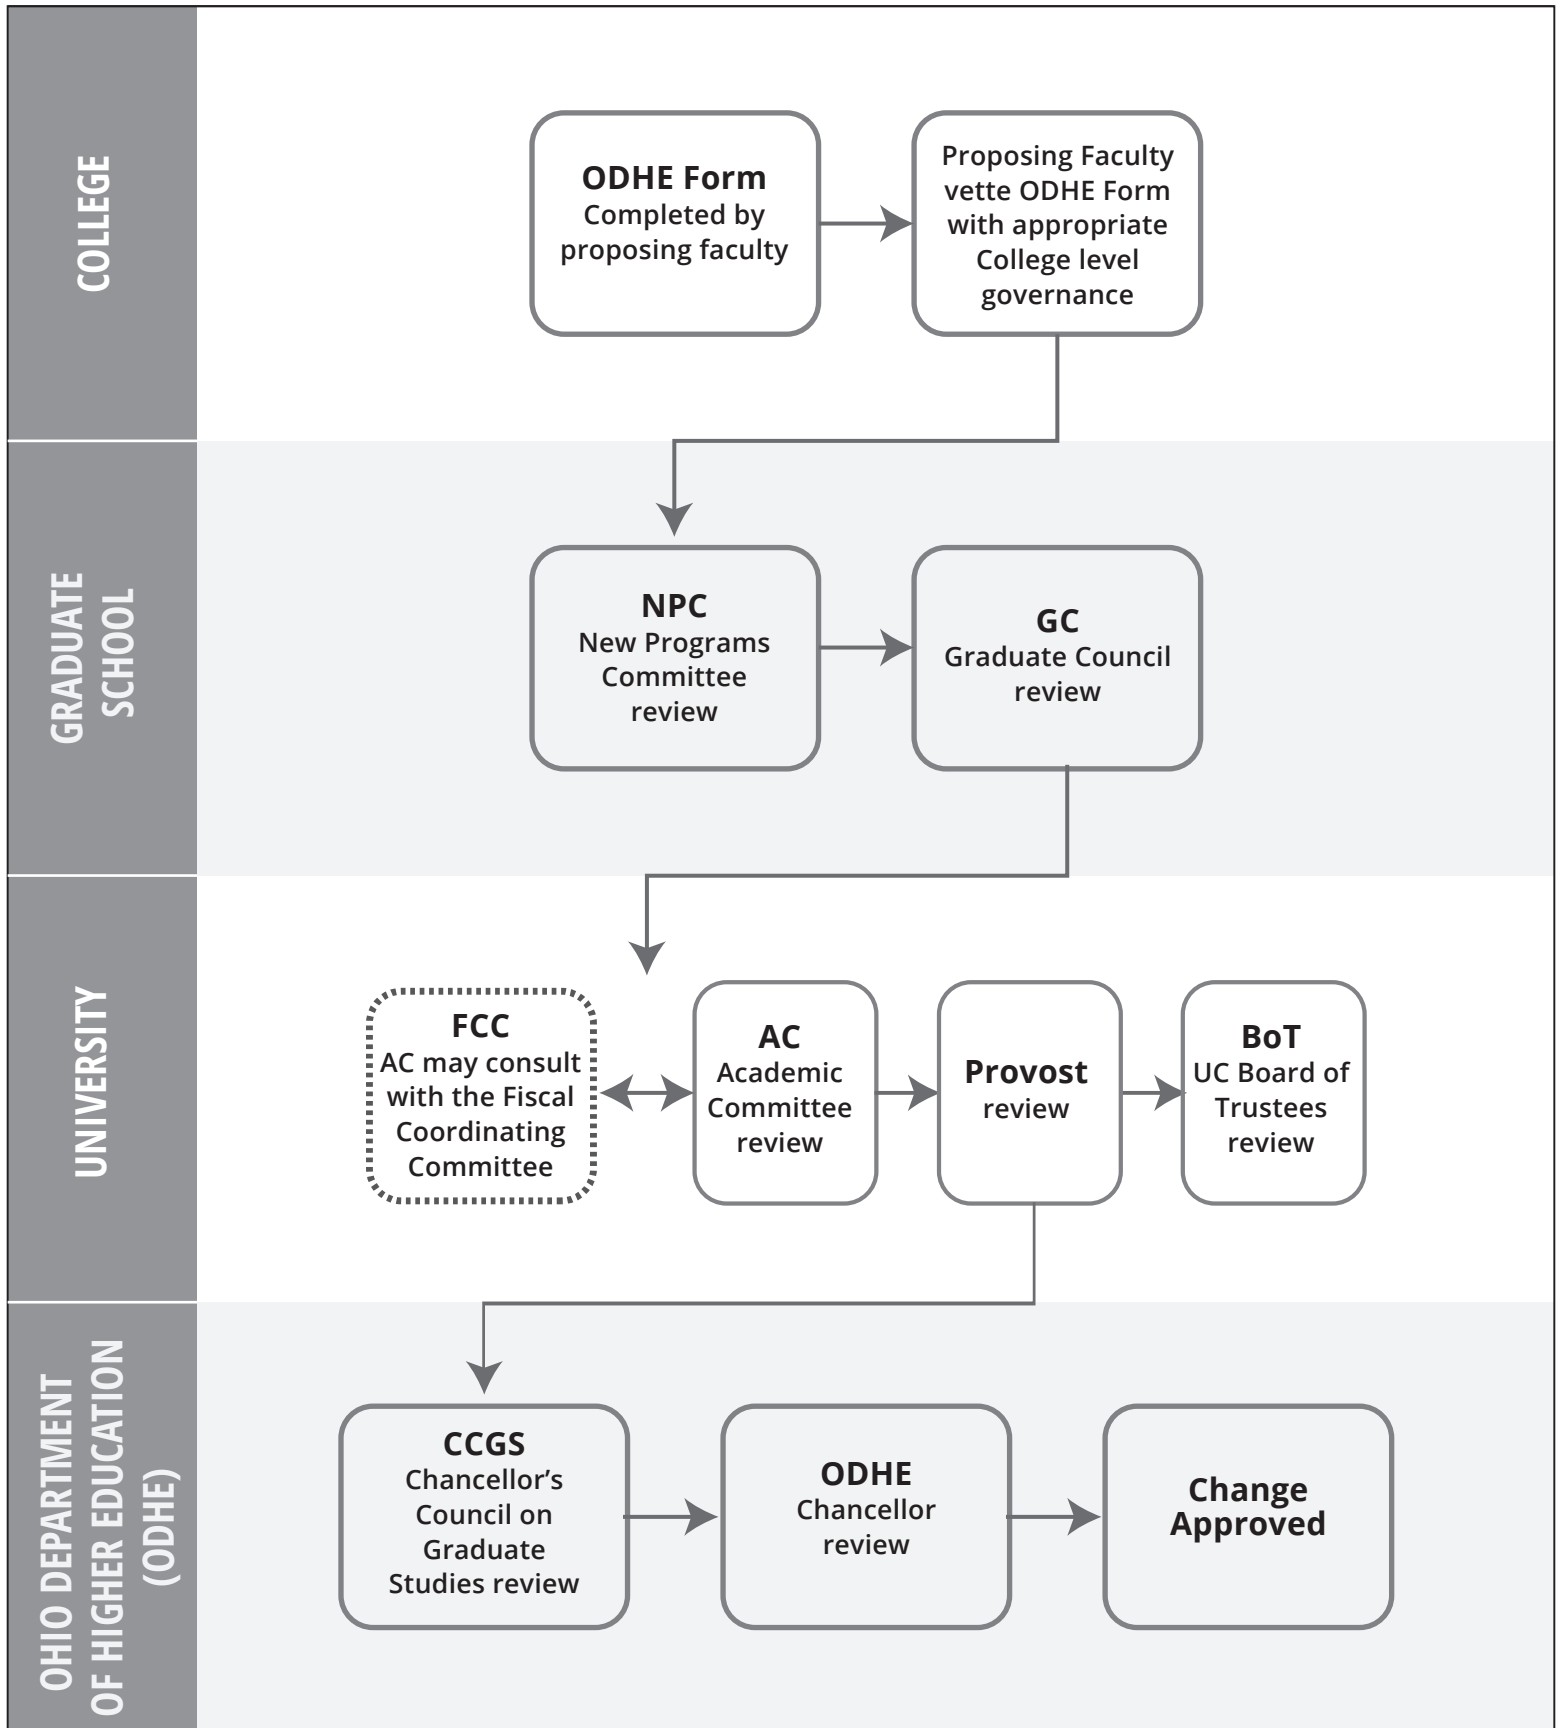 COLLEGE
ODHE Form
Completed by
proposing faculty
Proposing Faculty
vette ODHE Form
with appropriate
College level
governance
GRADUATE
SCHOOL
NPC
New Programs
Committee
review
GC
Graduate Council
review
UNIVERSITY
FCC
AC may consult
with the Fiscal
Coordinating
Committee
AC
Academic
Committee
review
Provost
review
BoT
UC Board of
Trustees
review
OHIO DEPARTMENT
OF HIGHER EDUCATION
(ODHE)
CCGS
Chancellor’s
Council on
Graduate
Studies review
ODHE
Chancellor
review
Change
Approved